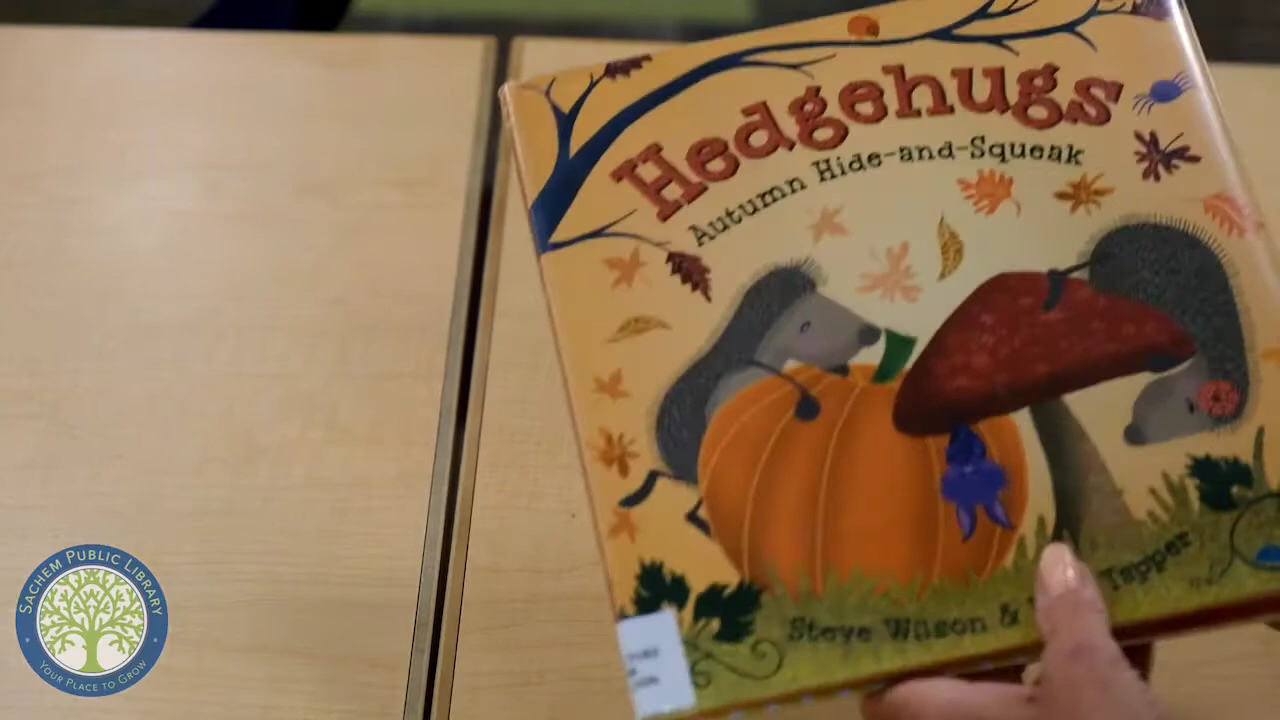 Hedgehugs
Autumn Hide-and-Squeak
Steve Wilson & Tapper
SACHEM PUBLIC LIBRARY
YOUR PLACE TO GROW